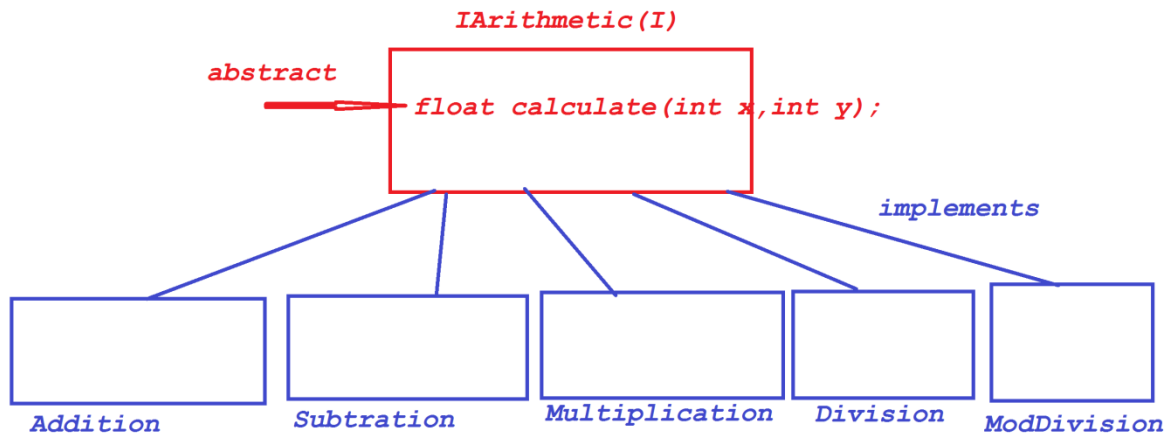 IArithmetic(I)
abstract
float calculate(int x,int y);
implements
Addition
Subtration
Multiplication
Division
ModDivision